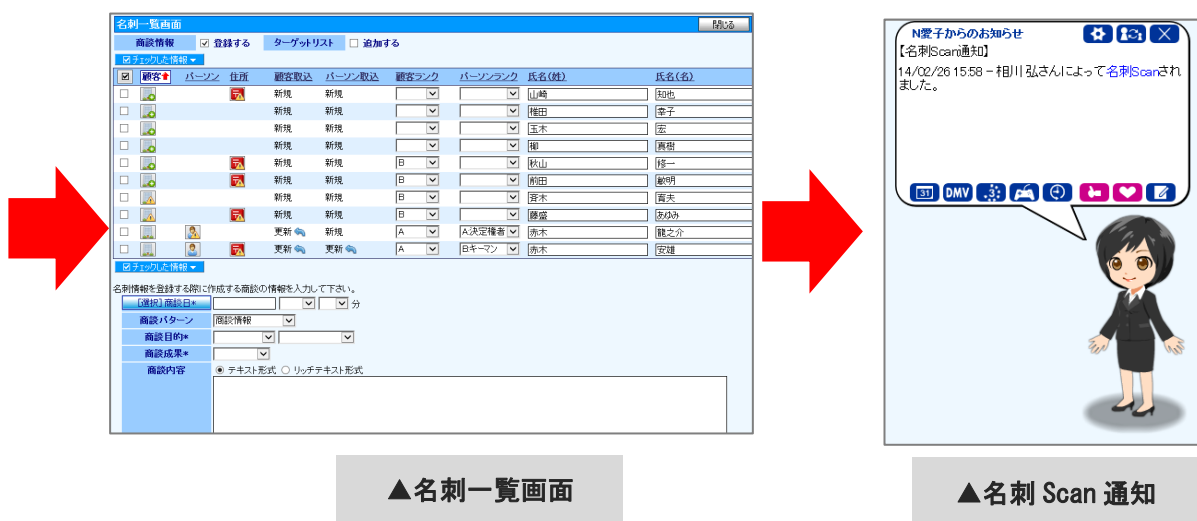 名刺一覧画面 閉じる
商談情報 登録する ターゲットリスト 追加する
チェックした情報▼
顧客 パーソン 住所 顧客取込 パーソン取込 顧客ランク パーソンランク 氏名(姓) 氏名(名)
新規 新規 山崎 知也
新規 新規 椎田 幸子
新規 新規 玉木 宏
新規 新規 柳 真樹
新規 新規 B 秋山 修一
新規 新規 B 前田 敏明
新規 新規 B 斉木 育夫
新規 新規 B 藤盛 あゆみ
更新 新規 A A:決定権者 赤木 龍之介
更新 更新 A Bキーマン 赤木 安雄
チェックした情報▼
名刺情報を登録する際に作成する商談の情報を入力して下さい。
[選択]商談日* 分
商談パターン 商談情報
商談目的*
商談成果*
商談内容 テキスト形式 リッチテキスト形式
▲名刺一覧画面
N愛子からのお知らせ
【名刺Scan通知】
14/02/26 15:58 - 相川 弘さんによって名刺Scanされ
ました。
31 DMV 3
▲名刺 Scan 通知